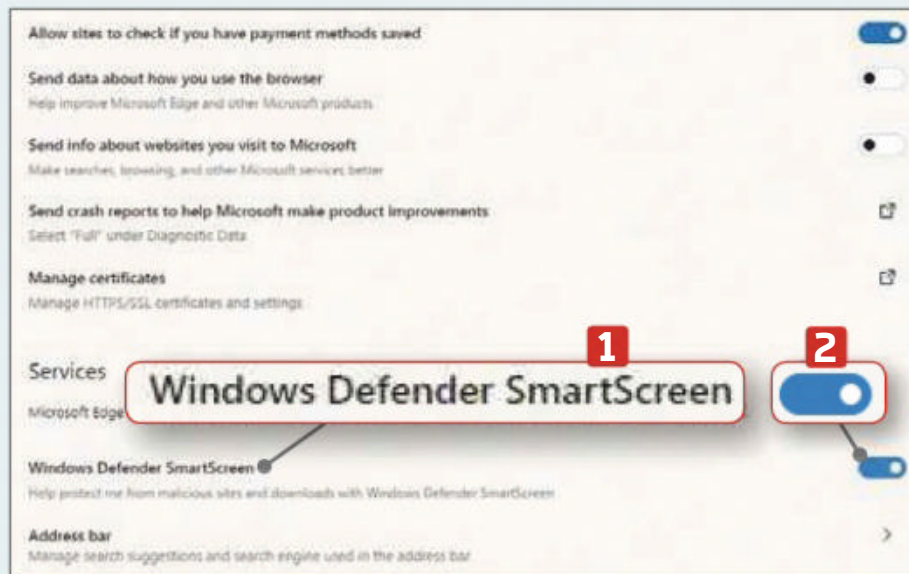 Allow sites to check if you have payment methods saved
Send data about how you use the browser
Help improve Microsoft Edge and other Microsoft products
Send info about websites you visit to Microsoft
Make searches, browsing, and other Microsoft services better
Send crash reports to help Microsoft make product improvements
Select "Full" under Diagnostic Data
Manage certificates
Manage HTTPS/SSL certificates and settings
1
2
Services
Windows Defender SmartScreen
Microsoft Edge
Windows Defender SmartScreen
Help protect me from malicious sites and downloads with Windows Defender SmartScreen
Address bar
Manage search suggestions and search engine used in the address bar